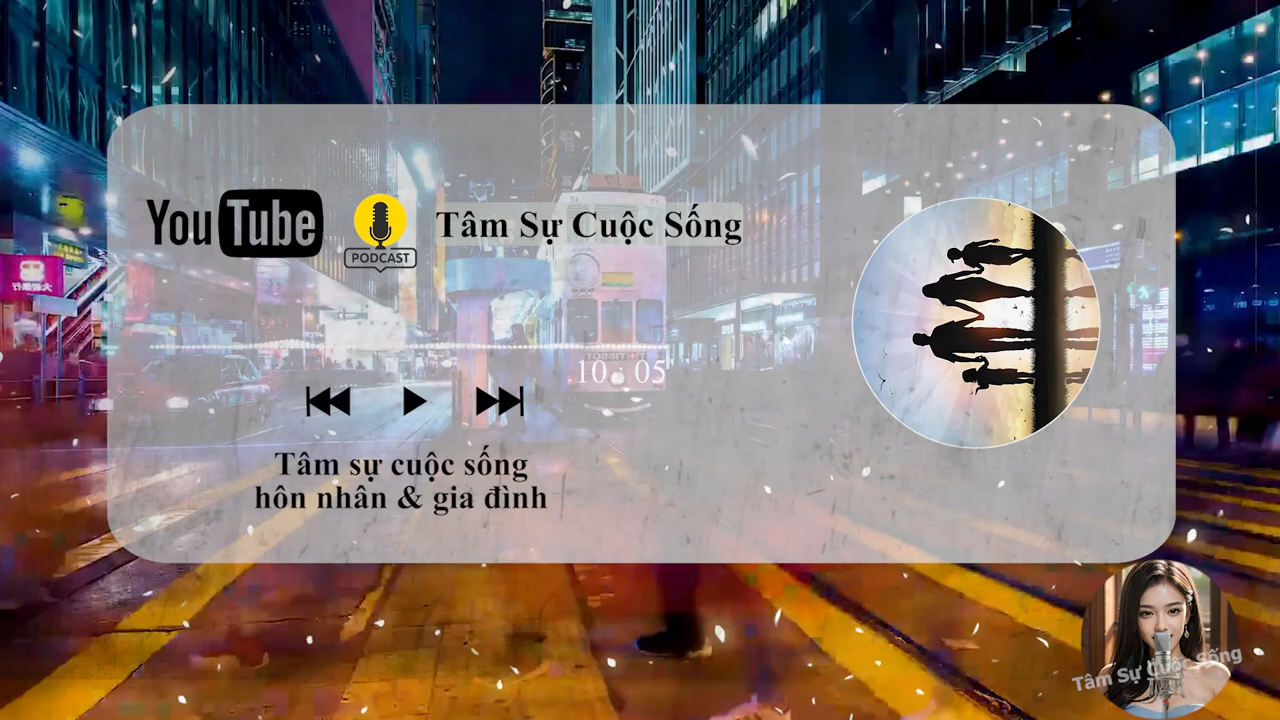 YouTube
PODCAST
Tâm Sự Cuộc Sống
10 : 05
Tâm sự cuộc sống
hôn nhân & gia đình
Tâm Sự Cuộc Sống